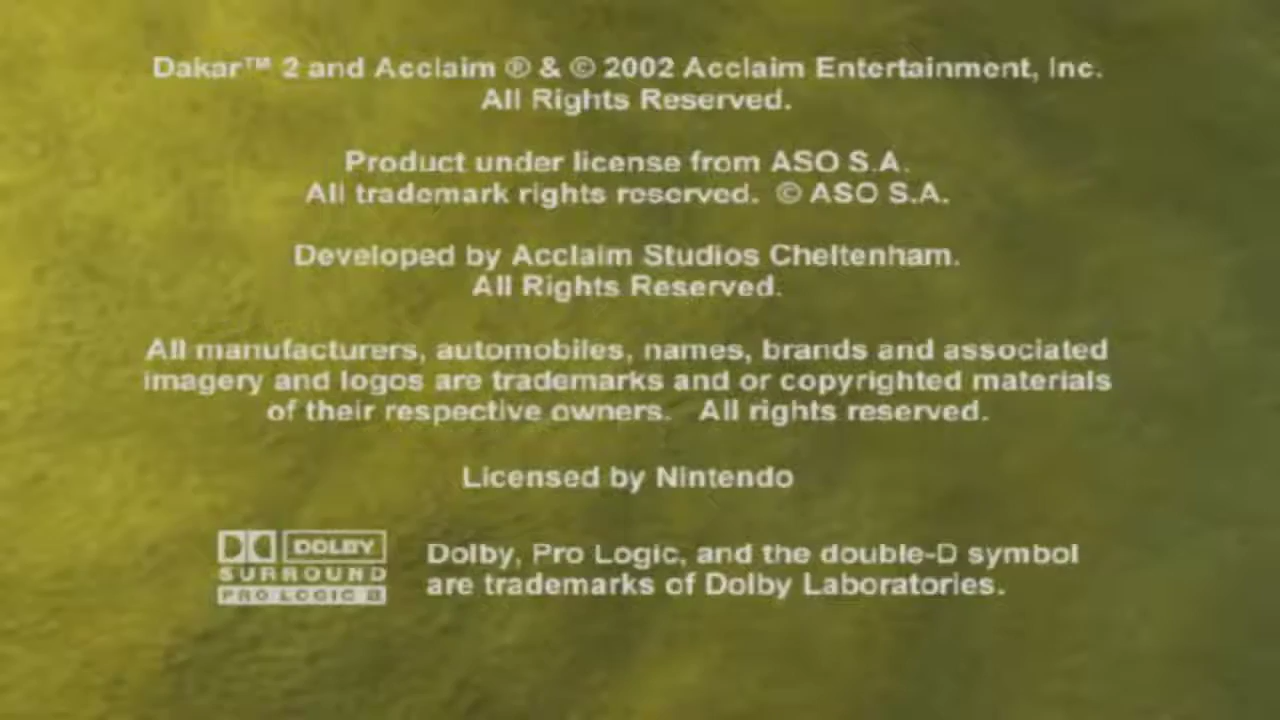 Dakar™ 2 and Acclaim ® & © 2002 Acclaim Entertainment, Inc.
All Rights Reserved.
Product under license from ASO S.A.
All trademark rights reserved. © ASO S.A.
Developed by Acclaim Studios Cheltenham.
All Rights Reserved.
All manufacturers, automobiles, names, brands and associated
imagery and logos are trademarks and or copyrighted materials
of their respective owners. All rights reserved.
Licensed by Nintendo
DOLBY
SURROUND
PRO LOGIC II
Dolby, Pro Logic, and the double-D symbol
are trademarks of Dolby Laboratories.